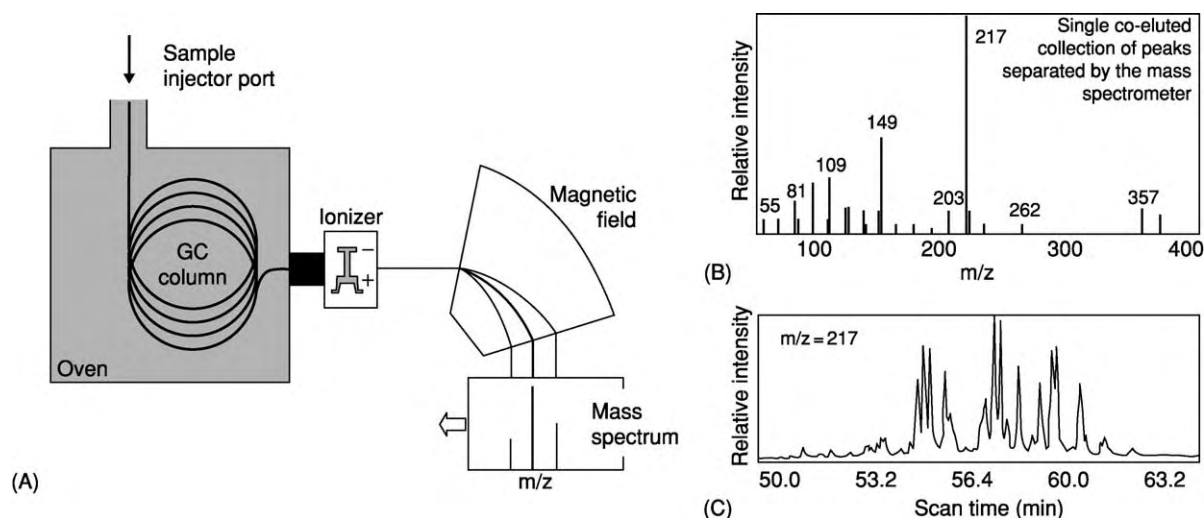 Sample
injector port
GC
column
Oven
Ionizer
−
+
Magnetic
field
Mass
spectrum
m/z
(A)
Relative intensity
Single co-eluted
collection of peaks
separated by the mass
spectrometer
217
149
109
81
55
203
262
357
100
200
300
400
m/z
(B)
Relative intensity
m/z=217
50.0
53.2
56.4
60.0
63.2
Scan time (min)
(C)